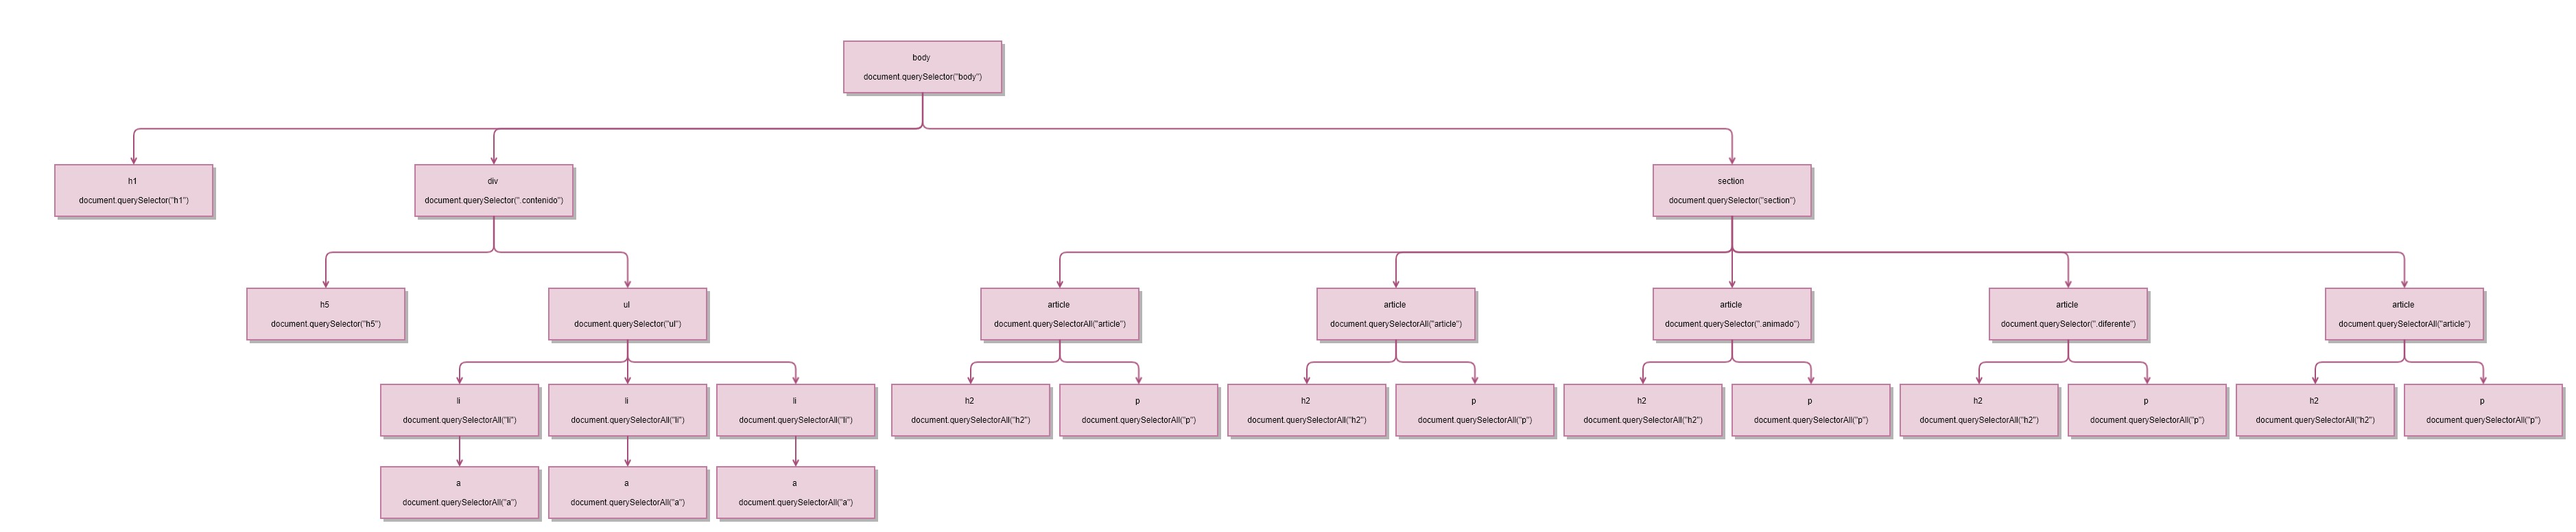 body
document.querySelector("body")
h1
document.querySelector("h1")
div
document.querySelector(".contenido")
section
document.querySelector("section")
h5
document.querySelector("h5")
ul
document.querySelector("ul")
article
document.querySelectorAll("article")
article
document.querySelectorAll("article")
article
document.querySelector(".animado")
article
document.querySelector(".diferente")
article
document.querySelectorAll("article")
li
document.querySelectorAll("li")
li
document.querySelectorAll("li")
li
document.querySelectorAll("li")
h2
document.querySelectorAll("h2")
p
document.querySelectorAll("p")
h2
document.querySelectorAll("h2")
p
document.querySelectorAll("p")
h2
document.querySelectorAll("h2")
p
document.querySelectorAll("p")
h2
document.querySelectorAll("h2")
p
document.querySelectorAll("p")
h2
document.querySelectorAll("h2")
p
document.querySelectorAll("p")
a
document.querySelectorAll("a")
a
document.querySelectorAll("a")
a
document.querySelectorAll("a")